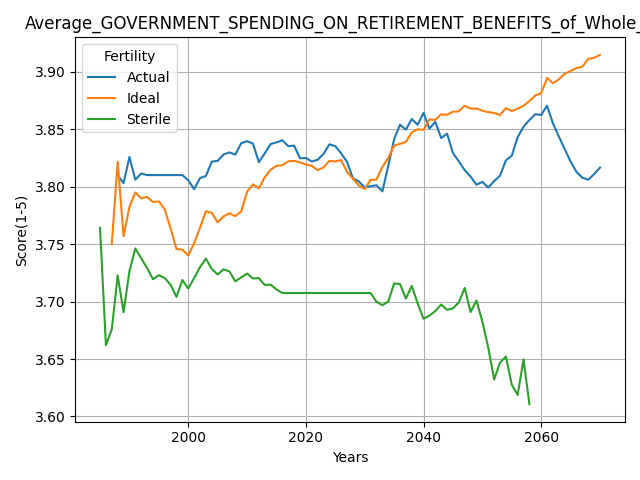 Average_GOVERNMENT_SPENDING_ON_RETIREMENT_BENEFITS_of_Whole_
Fertility
Actual
Ideal
Sterile
Score(1-5)
3.90
3.85
3.80
3.75
3.70
3.65
3.60
2000
2020
2040
2060
Years